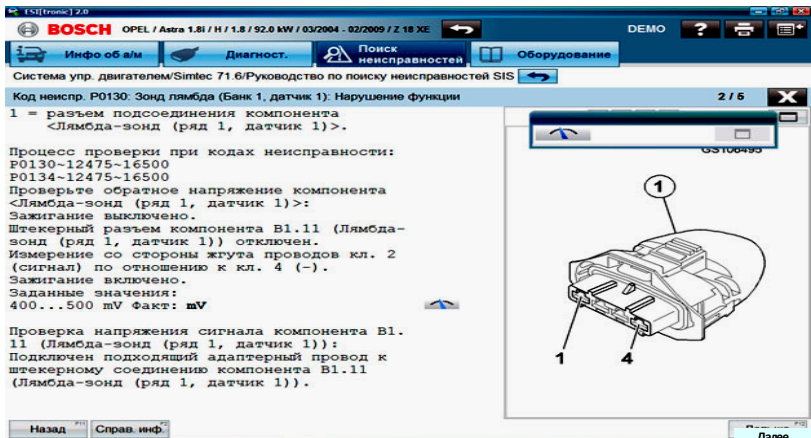 ESI[tronic] 2.0
BOSCH OPEL / Astra 1.8i / H / 1.8 / 92.0 kW / 03/2004 - 02/2009 / Z 18 XE DEMO ?
Инфо об а/м Диагност. Поиск неисправностей Оборудование
Система упр. двигателем/Simtec 71.6/Руководство по поиску неисправностей SIS
Код неиспр. P0130: Зонд лямбда (Банк 1, датчик 1): Нарушение функции 2 / 5 X
1 = разъем подсоединения компонента
<Лямбда-зонд (ряд 1, датчик 1)>.
Процесс проверки при кодах неисправности:
P0130~12475~16500
P0134~12475~16500
Проверьте обратное напряжение компонента
<Лямбда-зонд (ряд 1, датчик 1)>:
Зажигание выключено.
Штекерный разъем компонента B1.11 (Лямбда-
зонд (ряд 1, датчик 1)) отключен.
Измерение со стороны жгута проводов кл. 2
(сигнал) по отношению к кл. 4 (-).
Зажигание включено.
Заданные значения:
400...500 mV Факт: mV
Проверка напряжения сигнала компонента B1.
11 (Лямбда-зонд (ряд 1, датчик 1)):
Подключен подходящий адаптерный провод к
штекерному соединению компонента B1.11
(Лямбда-зонд (ряд 1, датчик 1)).
GS106495
1
1 4
Назад F11 Справ. инф. F2
Далее